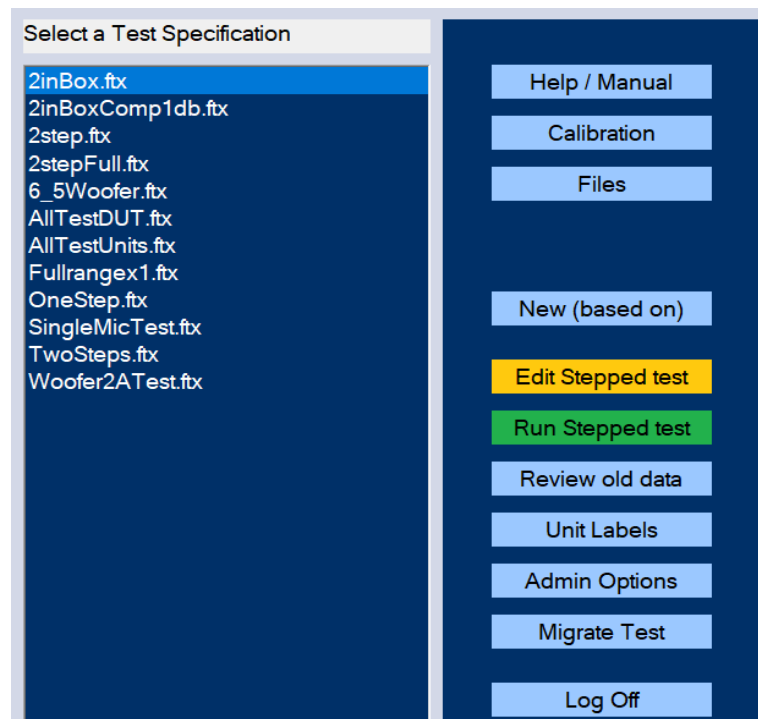 Select a Test Specification
2inBox.ftx
2inBoxComp1db.ftx
2step.ftx
2stepFull.ftx
6_5Woofer.ftx
AllTestDUT.ftx
AllTestUnits.ftx
Fullrangex1.ftx
OneStep.ftx
SingleMicTest.ftx
TwoSteps.ftx
Woofer2ATest.ftx
Help / Manual
Calibration
Files
New (based on)
Edit Stepped test
Run Stepped test
Review old data
Unit Labels
Admin Options
Migrate Test
Log Off